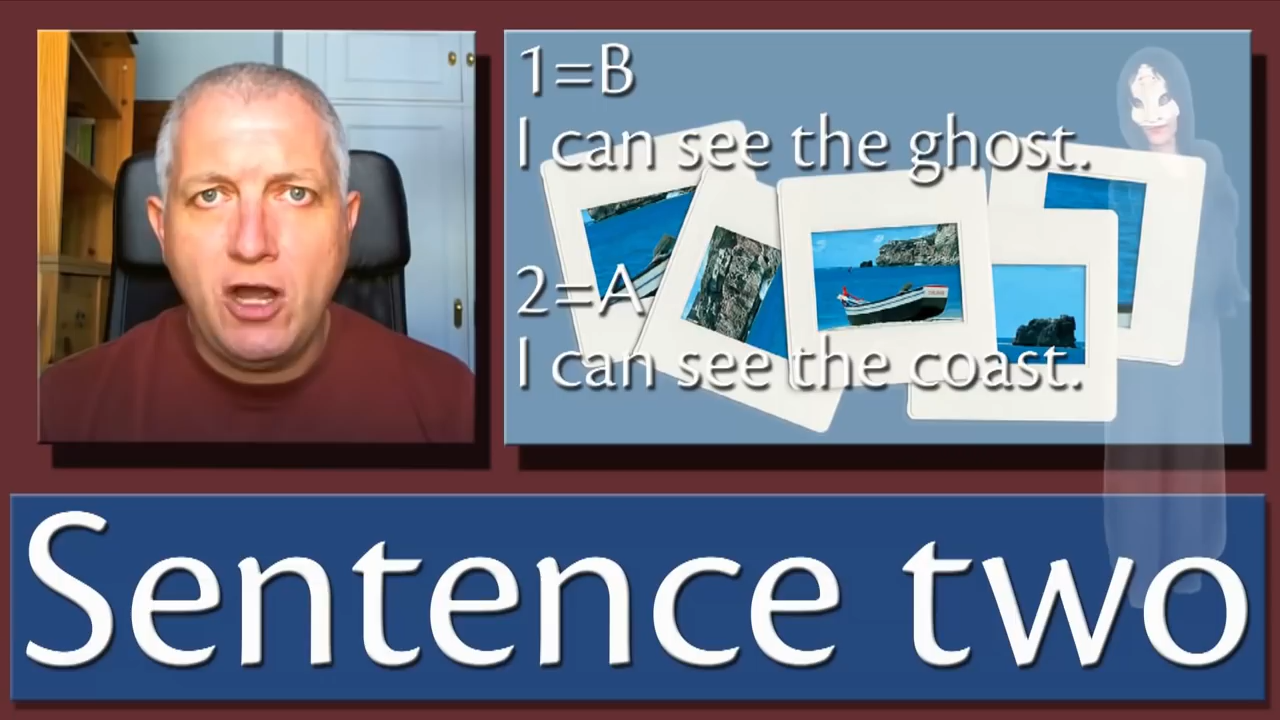 1=B
I can see the ghost.
2=A
I can see the coast.
Sentence two